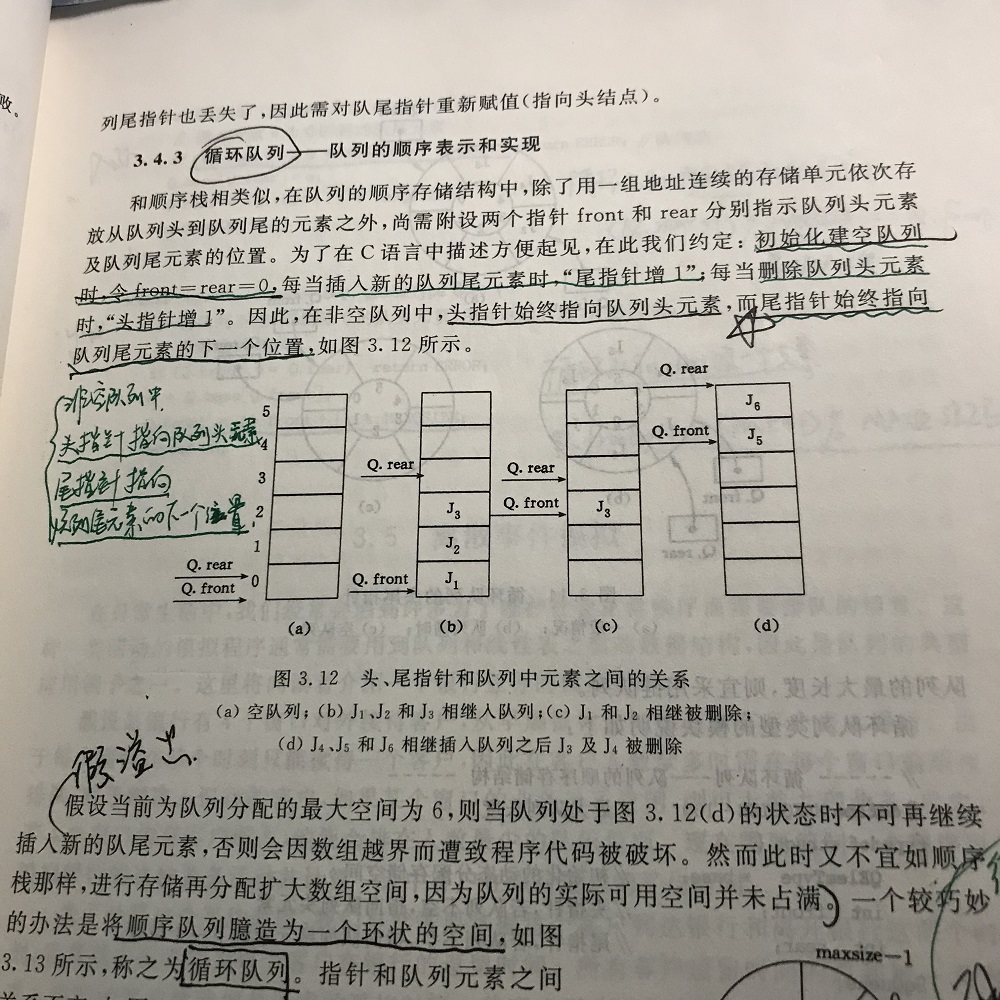 败。
列尾指针也丢失了,因此需对队尾指针重新赋值(指向头结点)。
3.4.3 循环队列——队列的顺序表示和实现
和顺序栈相类似,在队列的顺序存储结构中,除了用一组地址连续的存储单元依次存
放从队列头到队列尾的元素之外,尚需附设两个指针 front 和 rear 分别指示队列头元素
及队列尾元素的位置。为了在 C 语言中描述方便起见,在此我们约定:初始化建空队列
时,令 front=rear=0,每当插入新的队列尾元素时,“尾指针增 1”;每当删除队列头元素
时,“头指针增 1”。因此,在非空队列中,头指针始终指向队列头元素,而尾指针始终指向
队列尾元素的下一个位置,如图 3.12 所示。
非空队列中
头指针指向队列头元素
尾指针指向
队列尾元素的下一个位置
5
4
3
2
1
0
Q. rear
Q. front
(a)
Q. rear
J3
J2
J1
Q. front
(b)
Q. rear
Q. front
J3
(c)
Q. rear
J6
Q. front
J5
(d)
图 3.12 头、尾指针和队列中元素之间的关系
(a) 空队列;(b) J1、J2 和 J3 相继入队列;(c) J1 和 J2 相继被删除;
(d) J4、J5 和 J6 相继插入队列之后 J3 及 J4 被删除
假溢出
假设当前为队列分配的最大空间为 6,则当队列处于图 3.12(d)的状态时不可再继续
插入新的队尾元素,否则会因数组越界而遭致程序代码被破坏。然而此时又不宜如顺序
栈那样,进行存储再分配扩大数组空间,因为队列的实际可用空间并未占满。一个较巧妙
的办法是将顺序队列臆造为一个环状的空间,如图
3.13 所示,称之为循环队列。指针和队列元素之间
maxsize-1